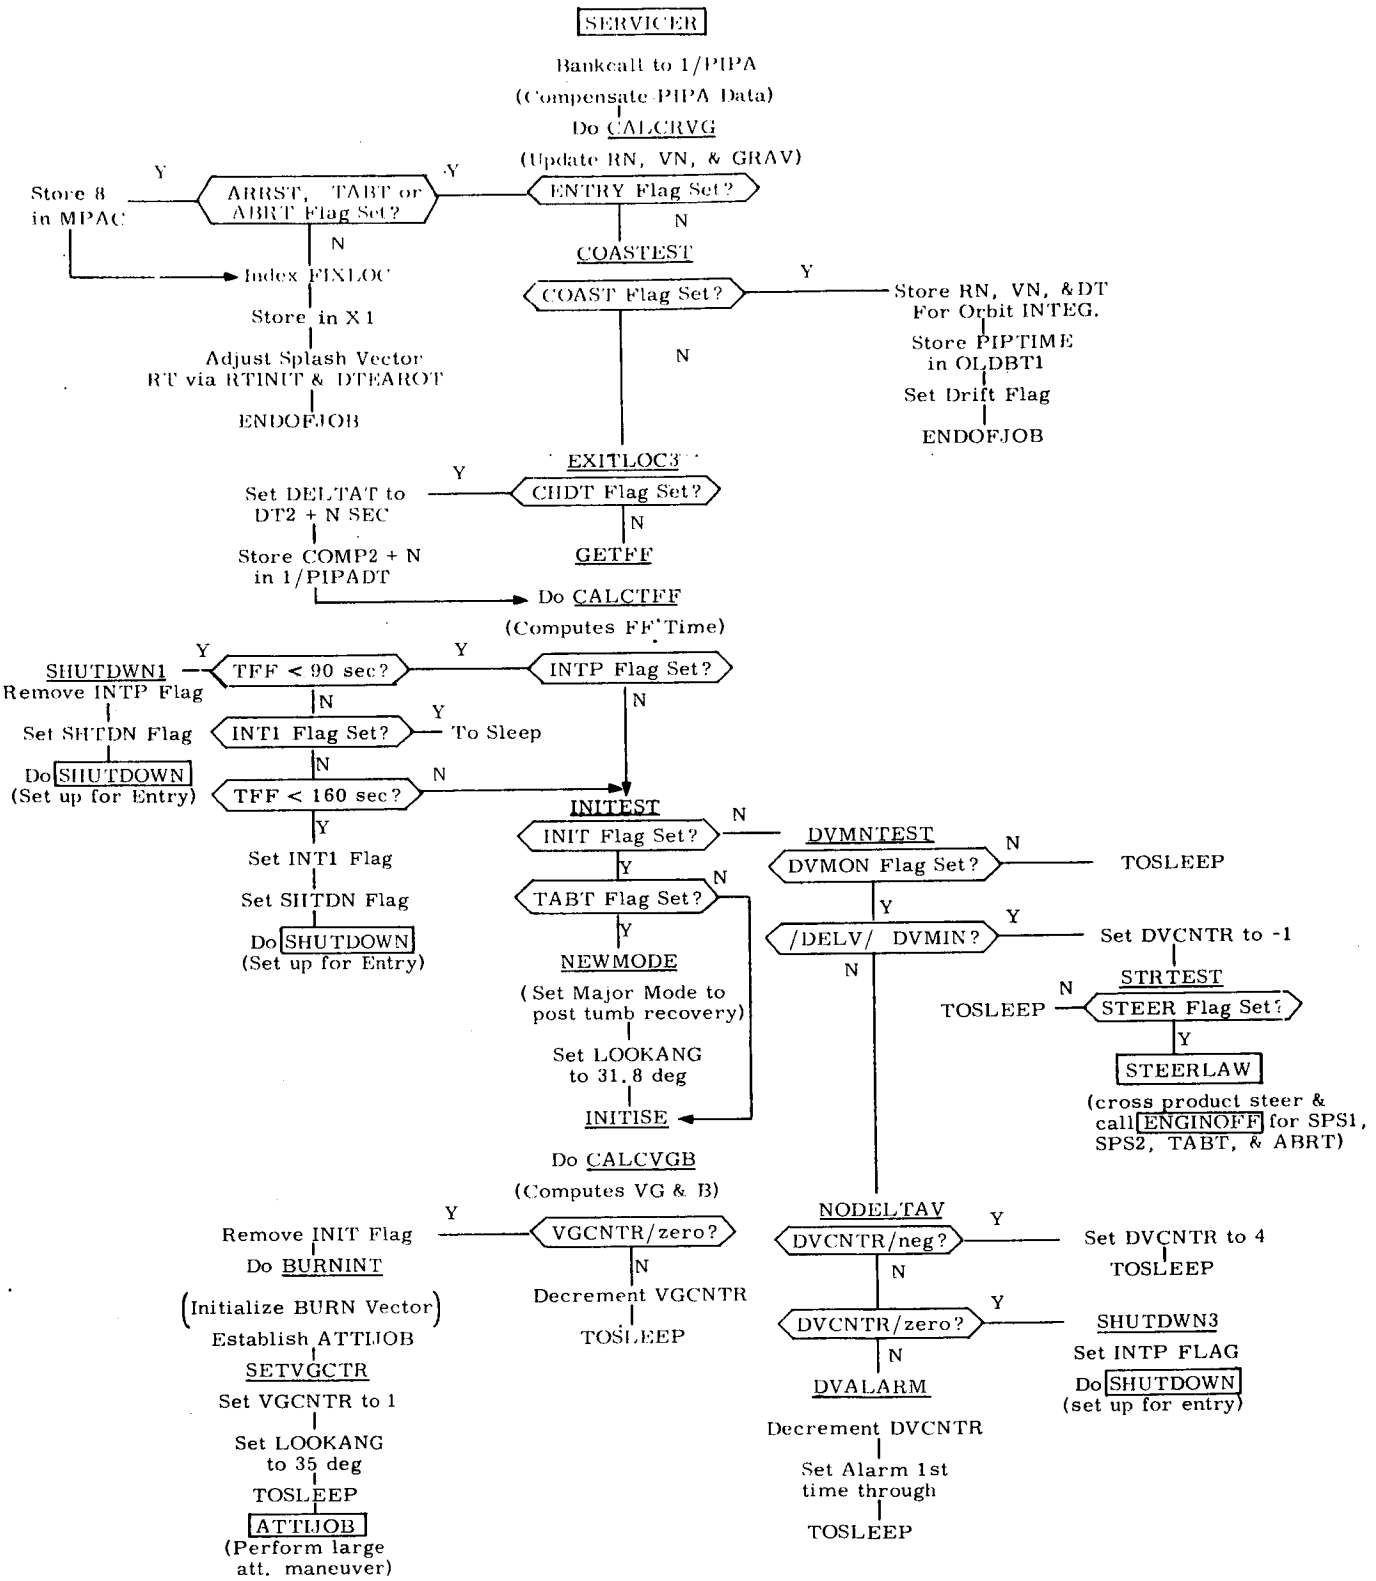 SERVICER
Bankcall to 1/PIPA
(Compensate PIPA Data)
Do CALCRVG
(Update RN, VN, & GRAV)
ENTRY Flag Set?
Y
ARRST, TABT or
ABRT Flag Set?
Y
Store 8
in MPAC
N
Index FIXLOC
Store in X1
Adjust Splash Vector
RT via RTINIT & DTEAROT
ENDOFJOB
N
COASTEST
COAST Flag Set?
Y
Store RN, VN, &DT
For Orbit INTEG.
Store PIPTIME
in OLDBT1
Set Drift Flag
ENDOFJOB
N
EXITLOC3
CHDT Flag Set?
Y
Set DELTAT to
DT2 + N SEC
Store COMP2 + N
in 1/PIPADT
N
GETFF
Do CALCTFF
(Computes FF Time)
INTP Flag Set?
Y
TFF < 90 sec?
Y
SHUTDWN1
Remove INTP Flag
Set SHTDN Flag
Do SHUTDOWN
(Set up for Entry)
N
INT1 Flag Set?
Y
To Sleep
N
TFF < 160 sec?
N
Y
Set INT1 Flag
Set SHTDN Flag
Do SHUTDOWN
(Set up for Entry)
N
INITEST
INIT Flag Set?
N
Y
TABT Flag Set?
N
Y
NEWMODE
(Set Major Mode to
post tumb recovery)
Set LOOKANG
to 31.8 deg
INITISE
Do CALCVGB
(Computes VG & B)
VGCNTR/zero?
Y
Remove INIT Flag
Do BURNINT
(Initialize BURN Vector)
Establish ATTIJOB
SETVGCTR
Set VGCNTR to 1
Set LOOKANG
to 35 deg
TOSLEEP
ATTIJOB
(Perform large
att. maneuver)
N
Decrement VGCNTR
TOSLEEP
DVMNTEST
DVMON Flag Set?
N
TOSLEEP
Y
/DELV/ DVMIN?
Y
Set DVCNTR to -1
STRTEST
STEER Flag Set?
N
TOSLEEP
Y
STEERLAW
(cross product steer &
call ENGINOFF for SPS1,
SPS2, TABT, & ABRT)
N
NODELTAV
DVCNTR/neg?
Y
Set DVCNTR to 4
TOSLEEP
N
DVCNTR/zero?
Y
SHUTDWN3
Set INTP FLAG
Do SHUTDOWN
(set up for entry)
N
DVALARM
Decrement DVCNTR
Set Alarm 1st
time through
TOSLEEP